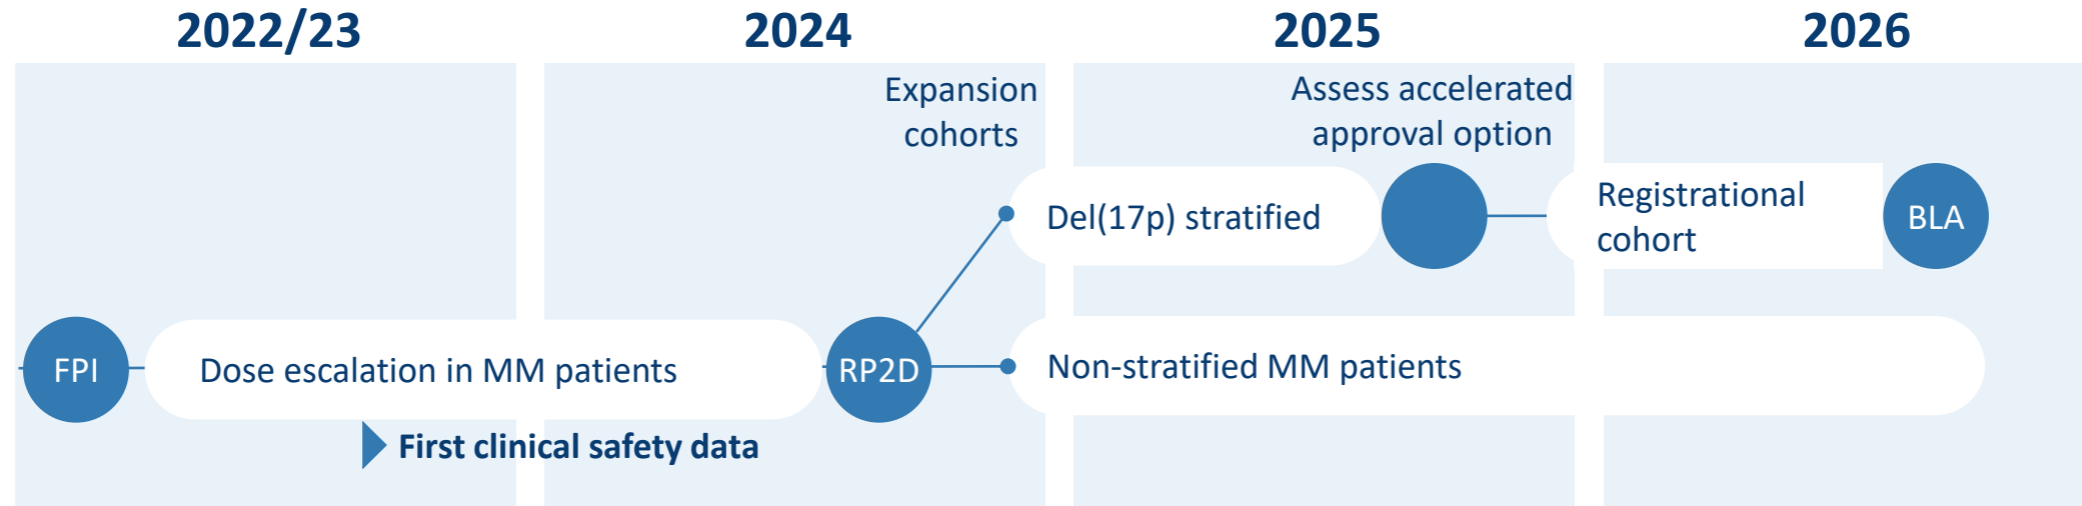 2022/23
2024
2025
2026
Expansion
cohorts
Assess accelerated
approval option
Del(17p) stratified
Registrational
cohort
BLA
FPI
Dose escalation in MM patients
RP2D
Non-stratified MM patients
First clinical safety data